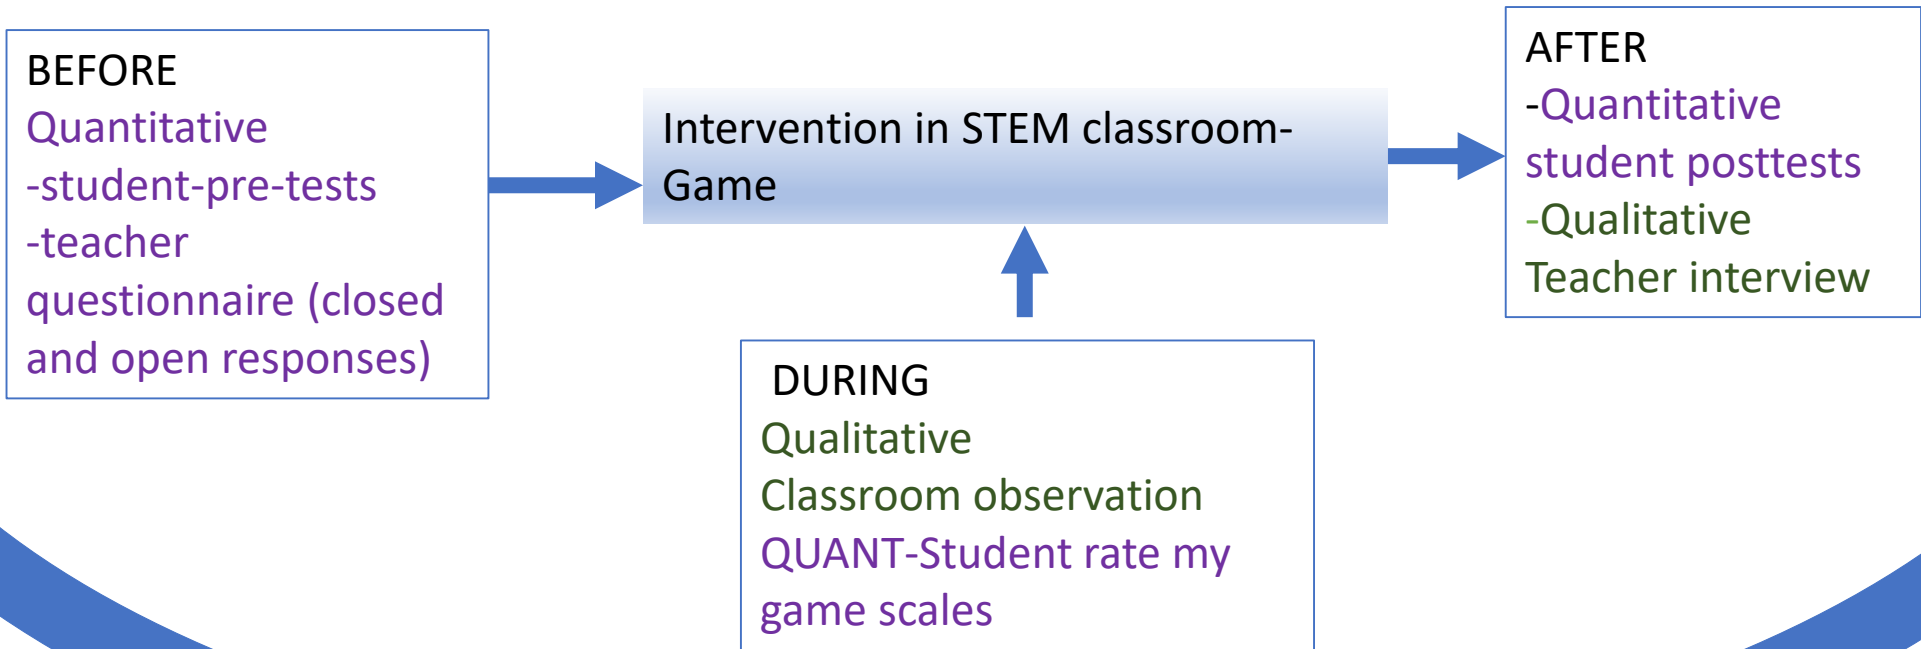 BEFORE
Quantitative
-student-pre-tests
-teacher
questionnaire (closed
and open responses)
Intervention in STEM classroom-
Game
DURING
Qualitative
Classroom observation
QUANT-Student rate my
game scales
AFTER
-Quantitative
student posttests
-Qualitative
Teacher interview